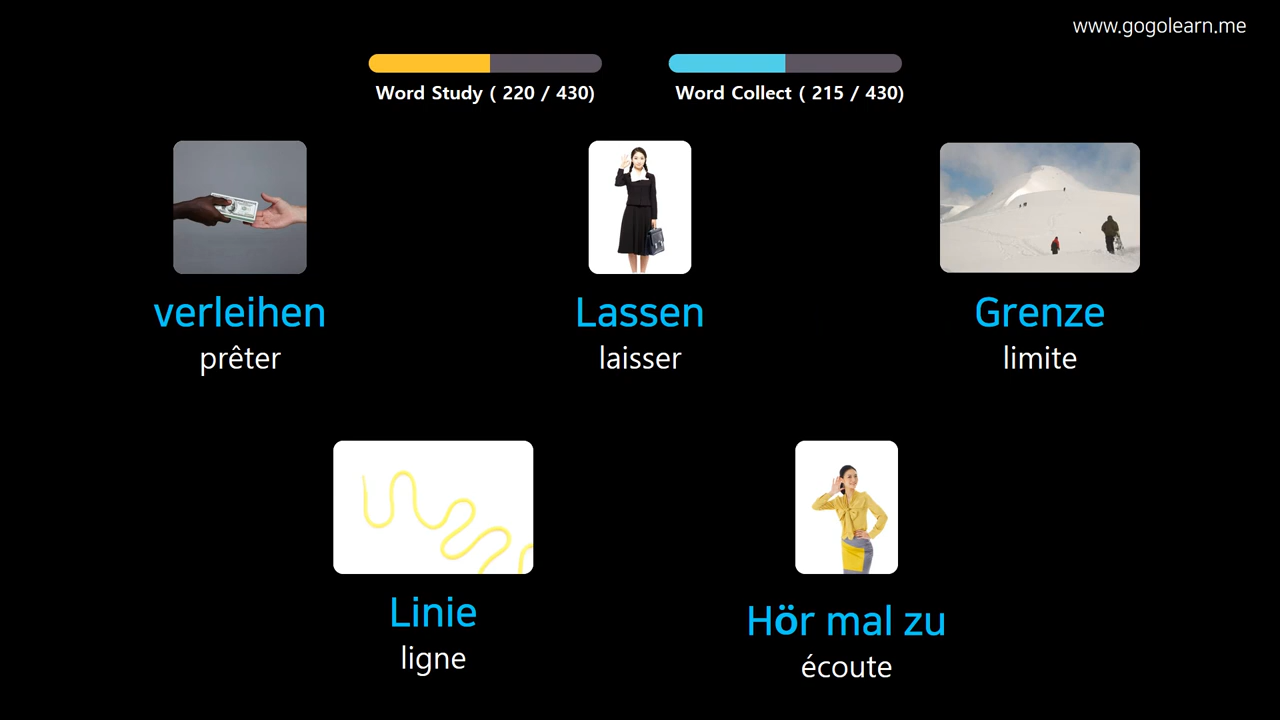 www.gogolearn.me
Word Study ( 220 / 430)
Word Collect ( 215 / 430)
verleihen
prêter
Lassen
laisser
Grenze
limite
Linie
ligne
Hör mal zu
écoute